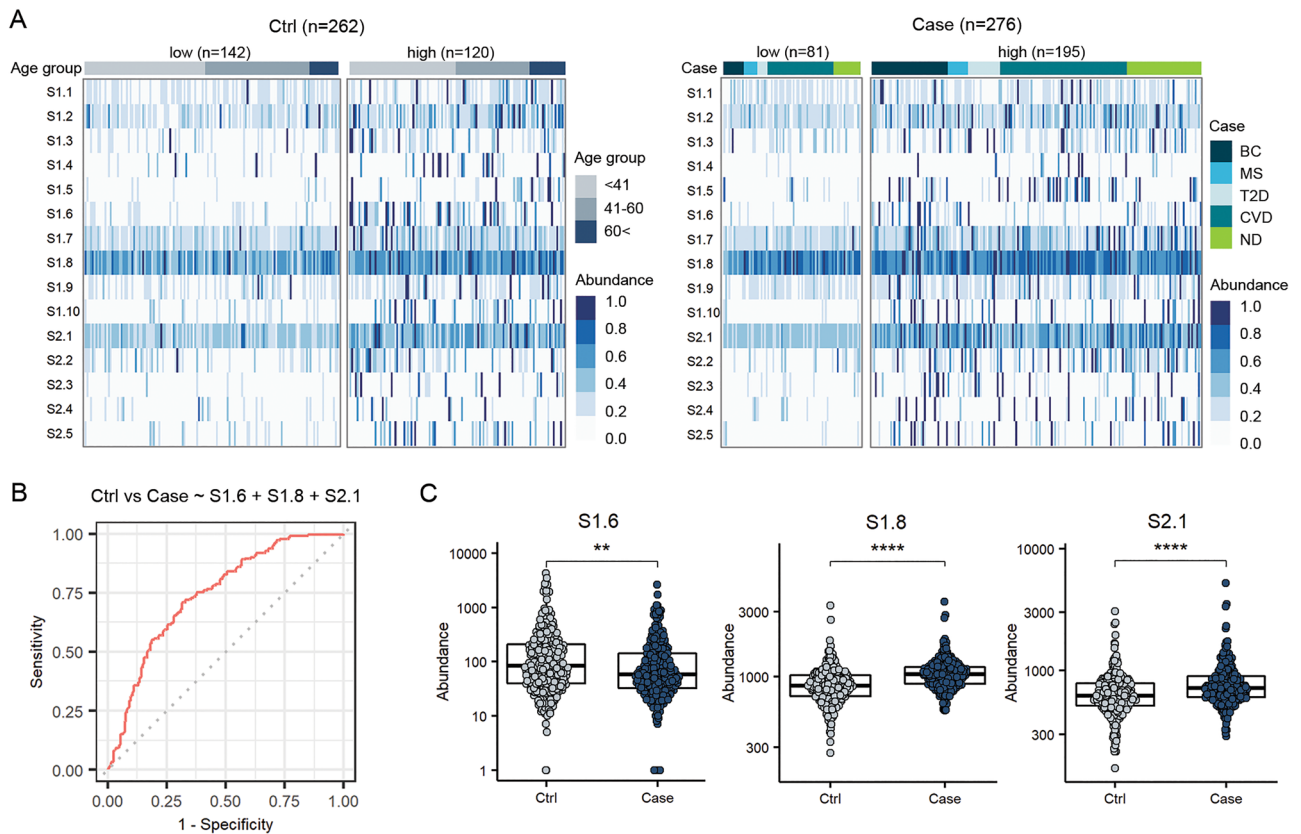 A
Ctrl (n=262)
Case (n=276)
low (n=142)
high (n=120)
low (n=81)
high (n=195)
Age group
Case
S1.1
S1.2
S1.3
S1.4
S1.5
S1.6
S1.7
S1.8
S1.9
S1.10
S2.1
S2.2
S2.3
S2.4
S2.5
Age group
<41
41-60
60<
Abundance
1.0
0.8
0.6
0.4
0.2
0.0
S1.1
S1.2
S1.3
S1.4
S1.5
S1.6
S1.7
S1.8
S1.9
S1.10
S2.1
S2.2
S2.3
S2.4
S2.5
Case
BC
MS
T2D
CVD
ND
Abundance
1.0
0.8
0.6
0.4
0.2
0.0
B
Ctrl vs Case ~ S1.6 + S1.8 + S2.1
Sensitivity
1.00
0.75
0.50
0.25
0.00
0.00
0.25
0.50
0.75
1.00
1 - Specificity
C
S1.6
**
Abundance
10000
1000
100
10
1
Ctrl
Case
S1.8
****
Abundance
3000
1000
300
Ctrl
Case
S2.1
****
Abundance
10000
3000
1000
300
Ctrl
Case